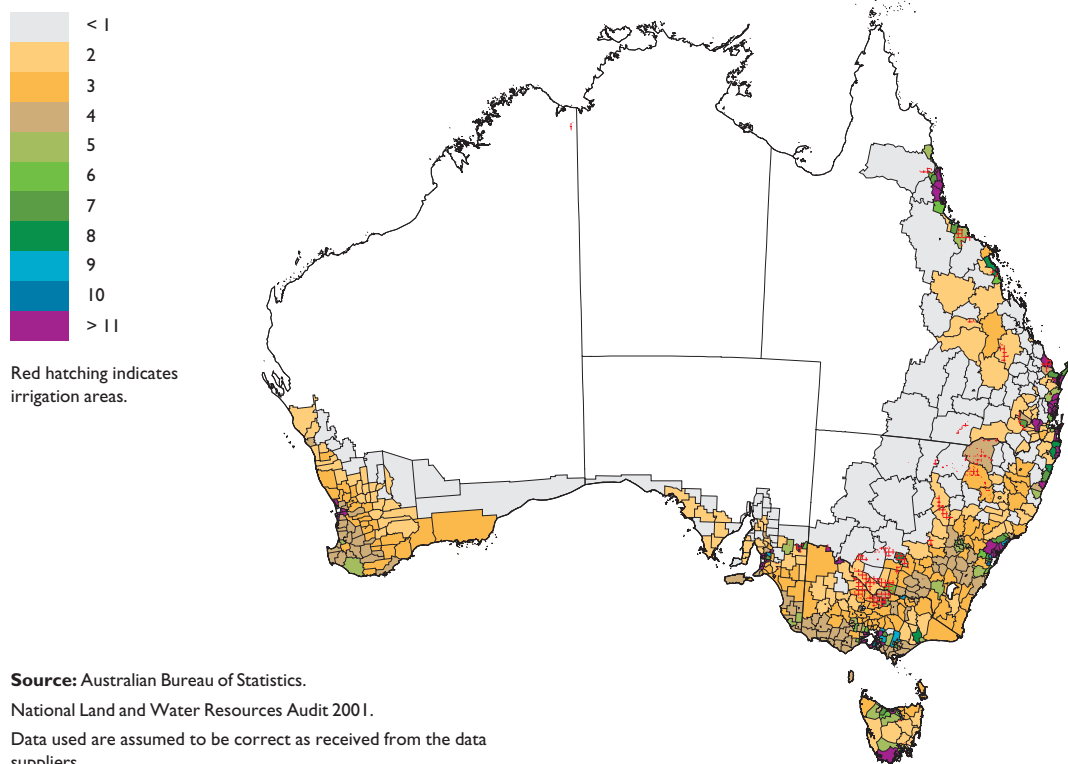 < 1
2
3
4
5
6
7
8
9
10
> 11
Red hatching indicates
irrigation areas.
Source: Australian Bureau of Statistics.
National Land and Water Resources Audit 2001.
Data used are assumed to be correct as received from the data
suppliers